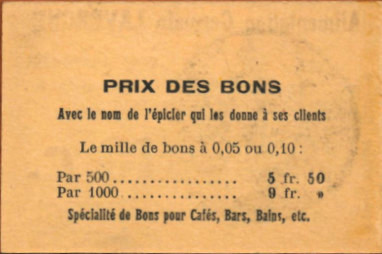 PRIX DES BONS
Avec le nom de l'épicier qui les donne à ses clients
Le mille de bons à 0,05 ou 0,10 :
Par 500 ................. 5 fr. 50
Par 1000 ................ 9 fr. »
Spécialité de Bons pour Cafés, Bars, Bains, etc.